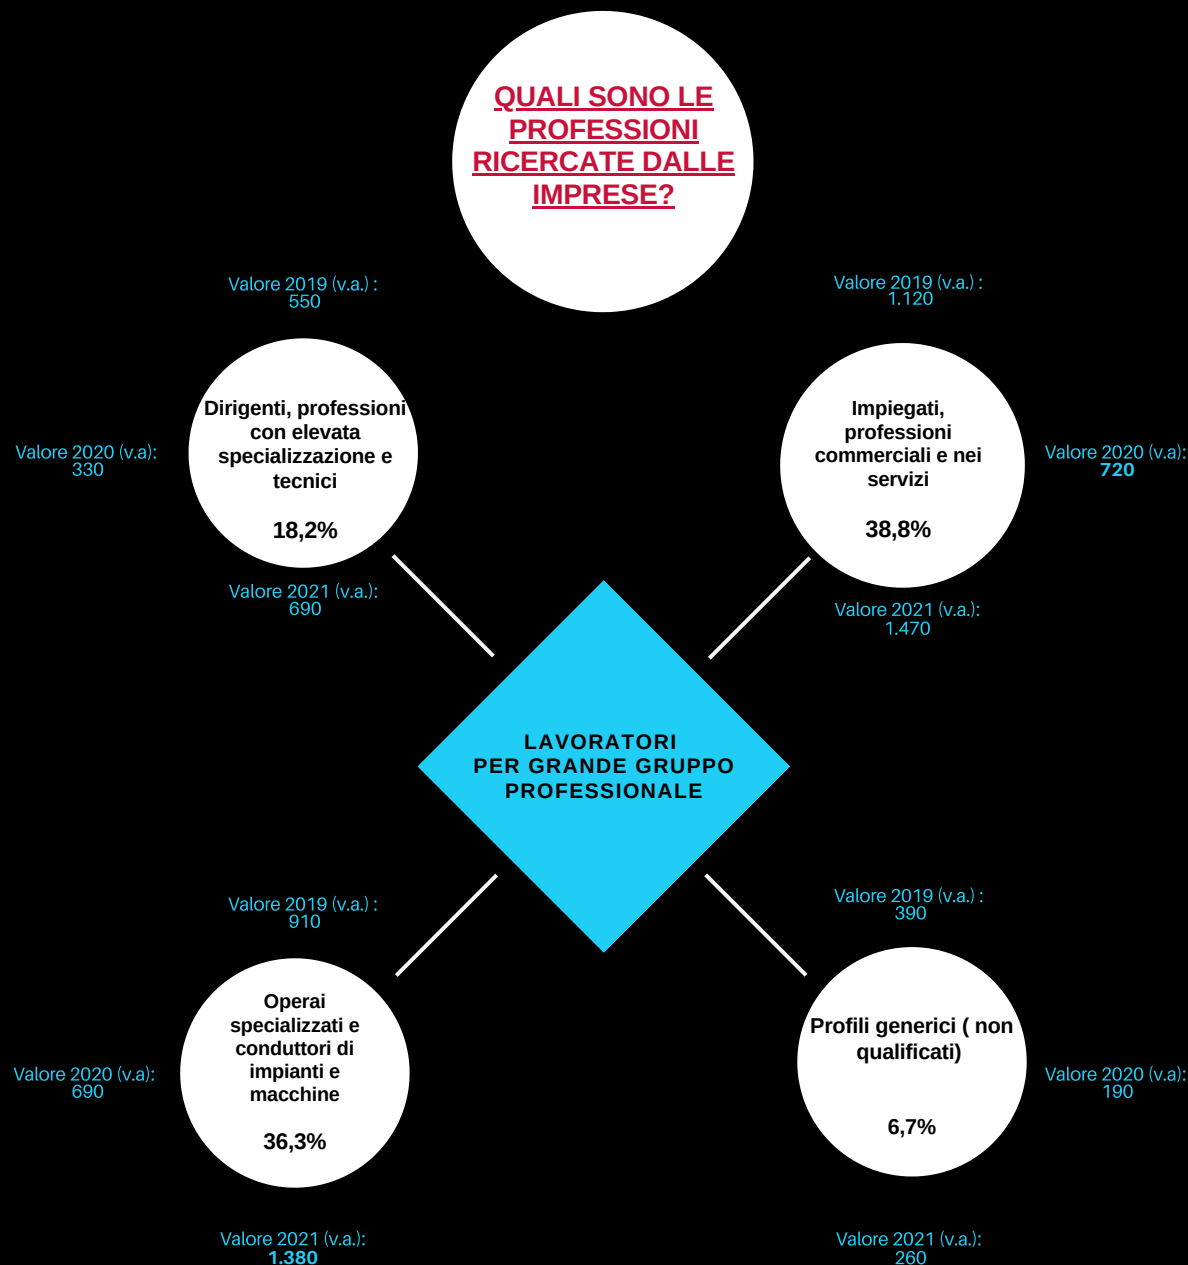 QUALI SONO LE
PROFESSIONI
RICERCATE DALLE
IMPRESE?
Valore 2019 (v.a.) :
550
Dirigenti, professioni
con elevata
specializzazione e
tecnici
18,2%
Valore 2020 (v.a):
330
Valore 2021 (v.a.):
690
Valore 2019 (v.a.) :
1.120
Impiegati,
professioni
commerciali e nei
servizi
38,8%
Valore 2020 (v.a):
720
Valore 2021 (v.a.):
1.470
LAVORATORI
PER GRANDE GRUPPO
PROFESSIONALE
Valore 2019 (v.a.) :
910
Operai
specializzati e
conduttori di
impianti e
macchine
36,3%
Valore 2020 (v.a):
690
Valore 2021 (v.a.):
1.380
Valore 2019 (v.a.) :
390
Profili generici ( non
qualificati)
6,7%
Valore 2020 (v.a):
190
Valore 2021 (v.a.):
260